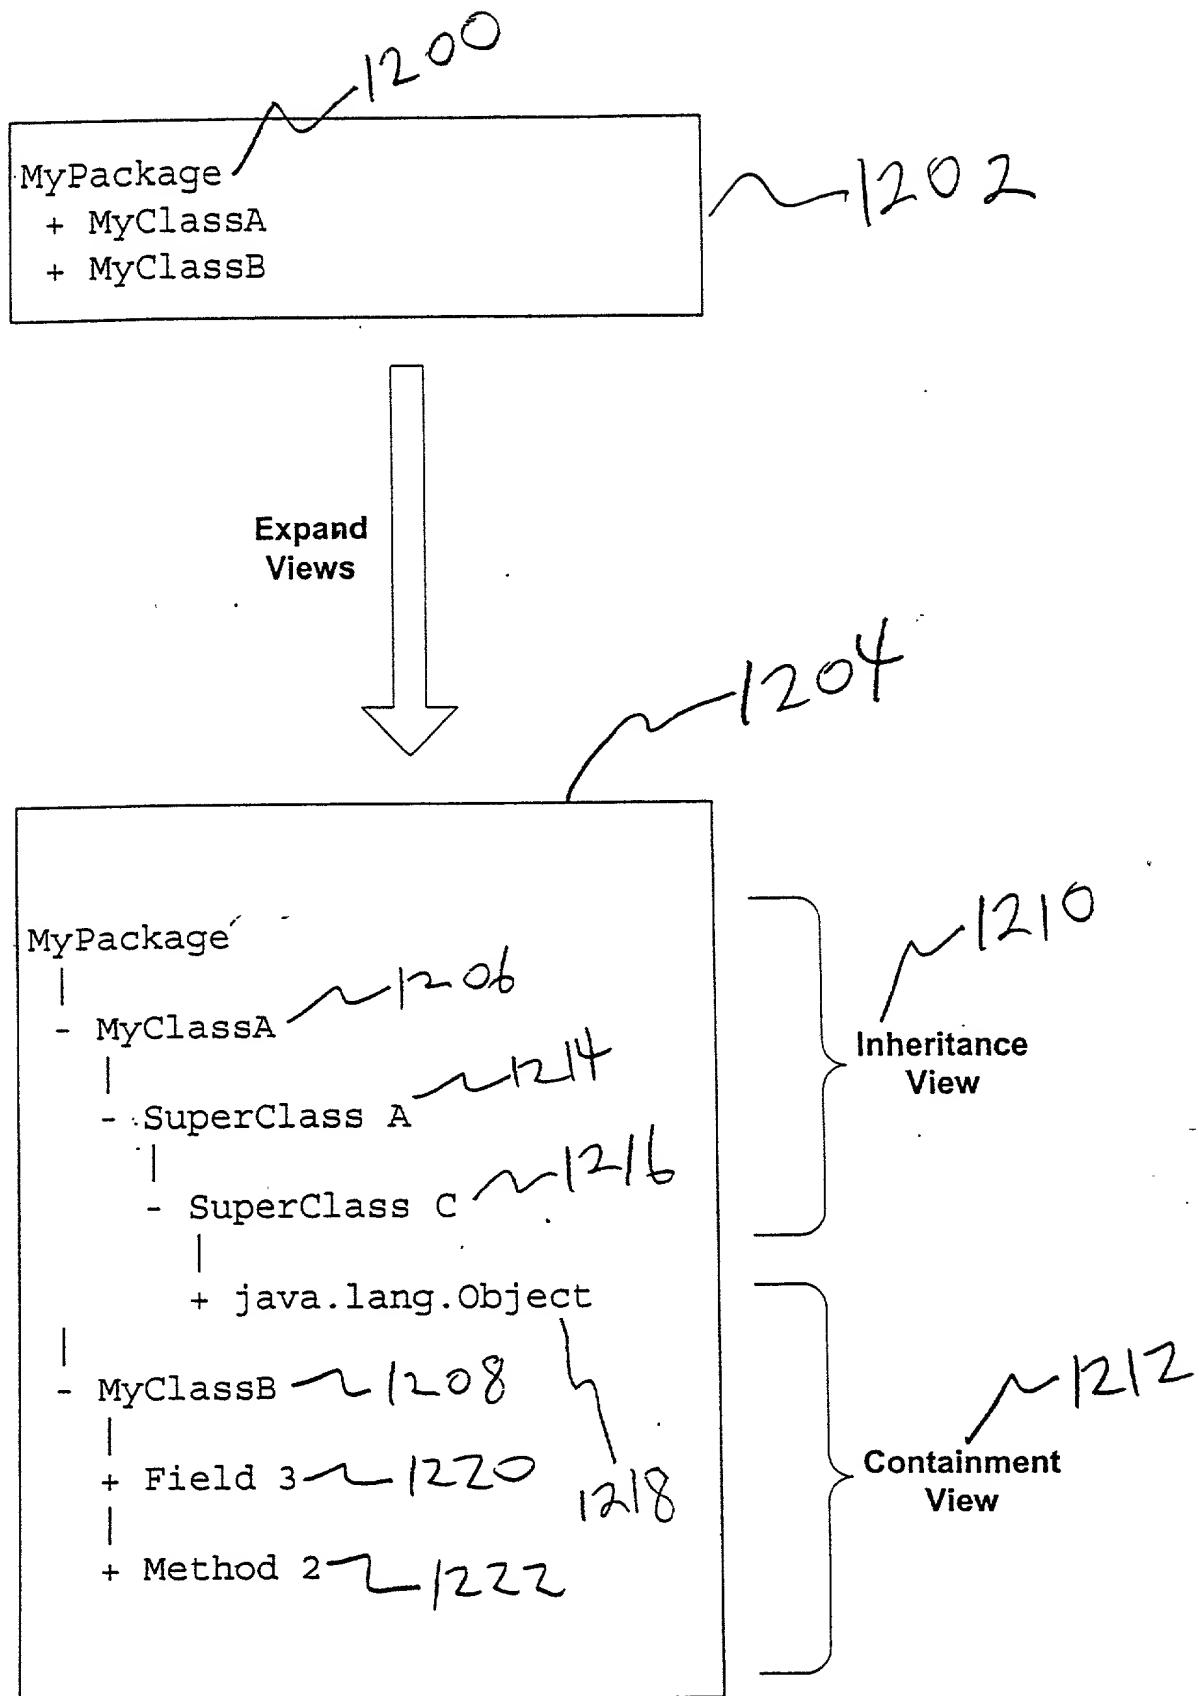 1200
MyPackage
1202
+ MyClassA
+ MyClassB
Expand
Views
1204
1210
MyPackage
|
1206
- MyClassA
Inheritance
View
|
1214
- SuperClass A
|
1216
- SuperClass C
|
+ java.lang.Object
|
- MyClassB 1208
1212
|
+ Field 3 1220
Containment
View
1218
|
+ Method 2 1222